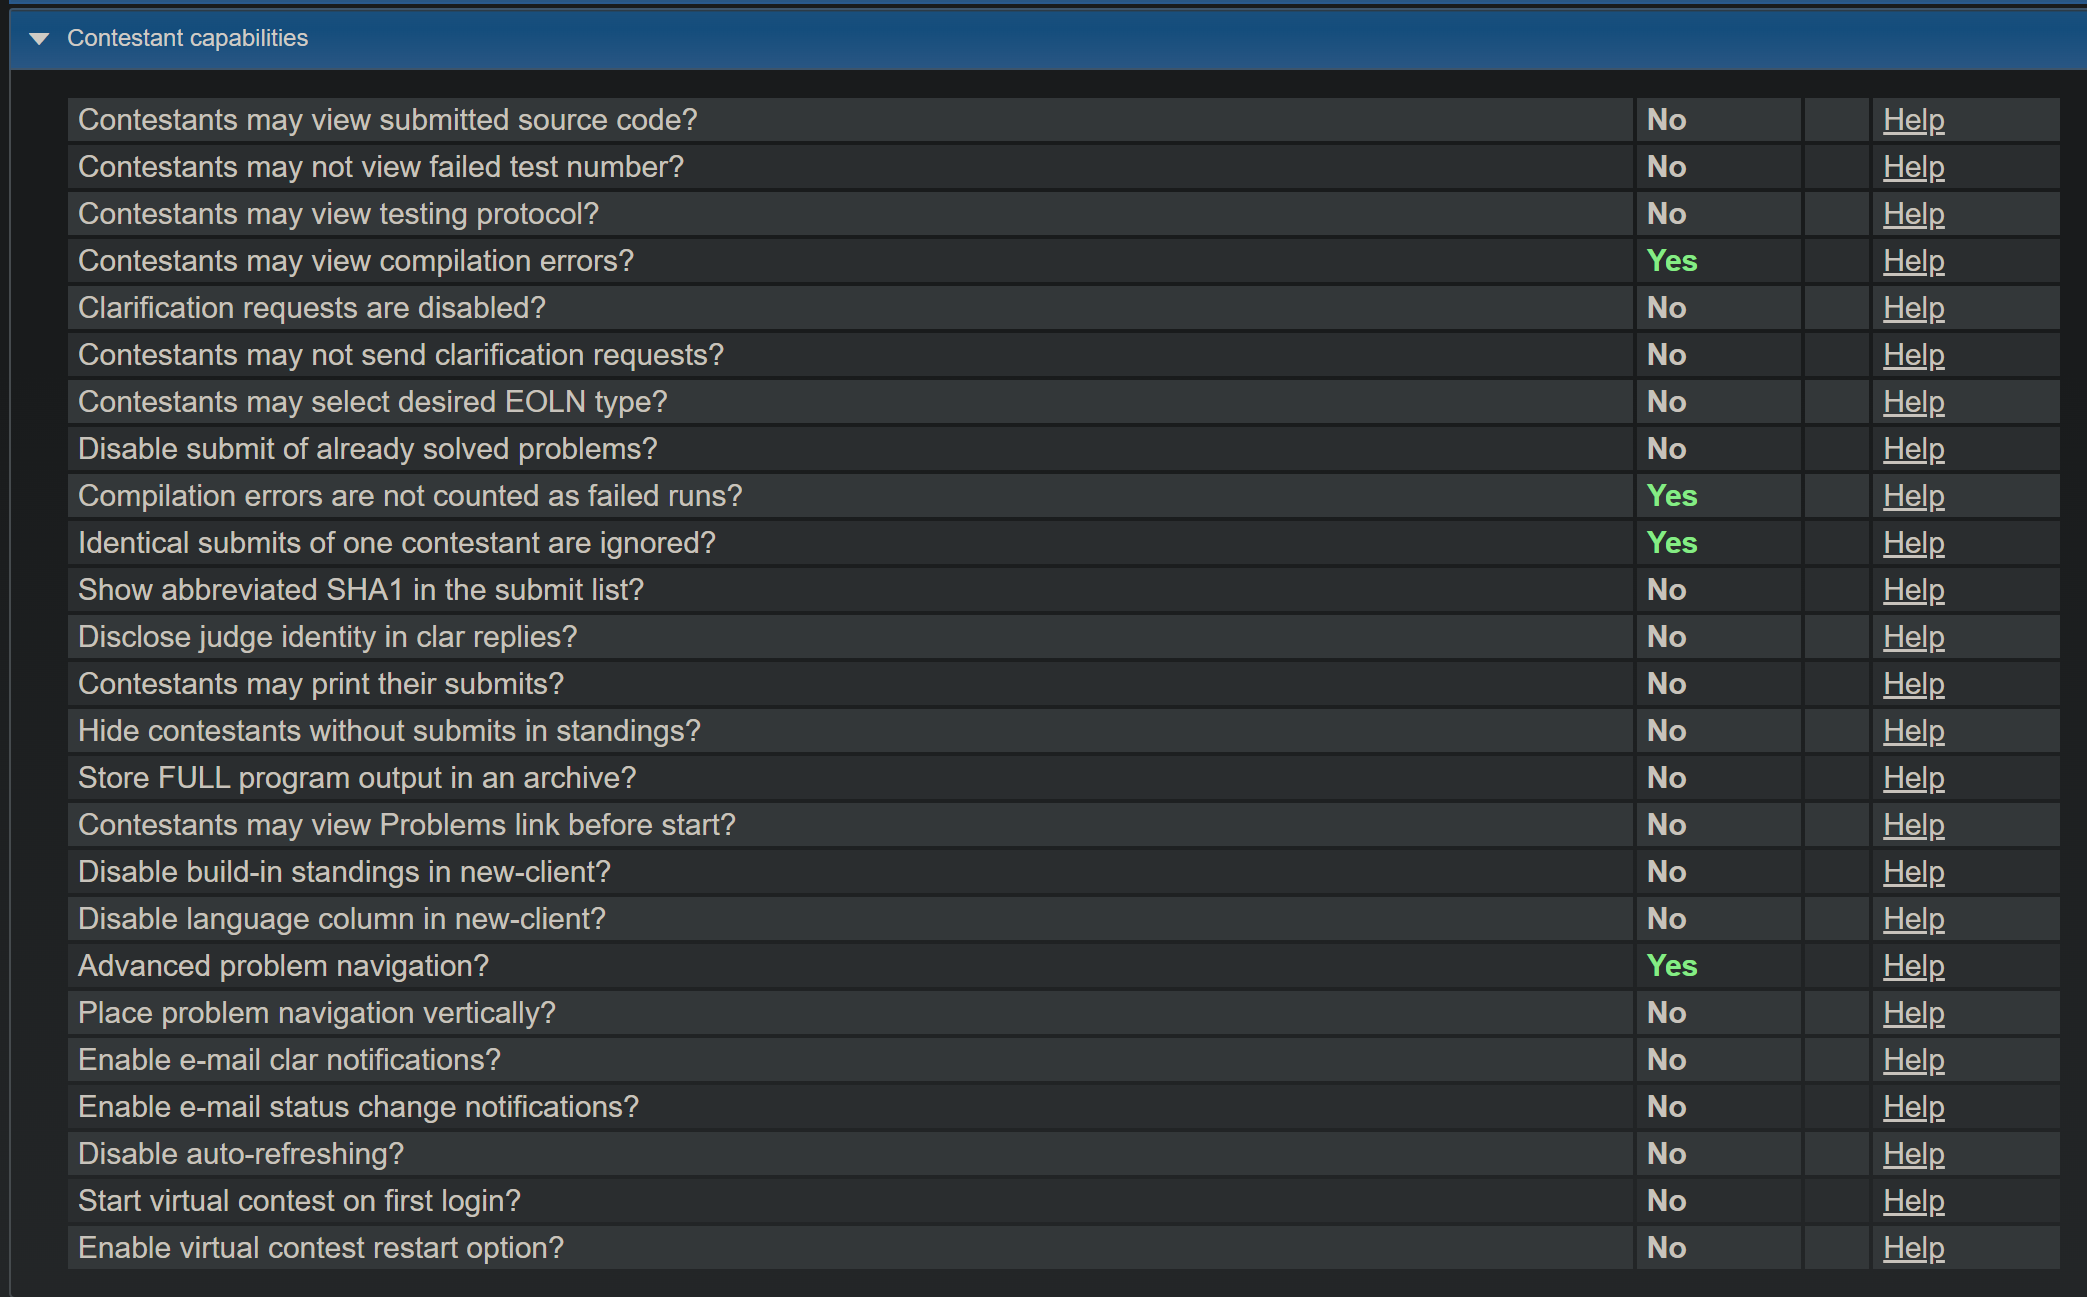 Contestant capabilities
Contestants may view submitted source code? No Help
Contestants may not view failed test number? No Help
Contestants may view testing protocol? No Help
Contestants may view compilation errors? Yes Help
Clarification requests are disabled? No Help
Contestants may not send clarification requests? No Help
Contestants may select desired EOLN type? No Help
Disable submit of already solved problems? No Help
Compilation errors are not counted as failed runs? Yes Help
Identical submits of one contestant are ignored? Yes Help
Show abbreviated SHA1 in the submit list? No Help
Disclose judge identity in clar replies? No Help
Contestants may print their submits? No Help
Hide contestants without submits in standings? No Help
Store FULL program output in an archive? No Help
Contestants may view Problems link before start? No Help
Disable build-in standings in new-client? No Help
Disable language column in new-client? No Help
Advanced problem navigation? Yes Help
Place problem navigation vertically? No Help
Enable e-mail clar notifications? No Help
Enable e-mail status change notifications? No Help
Disable auto-refreshing? No Help
Start virtual contest on first login? No Help
Enable virtual contest restart option? No Help